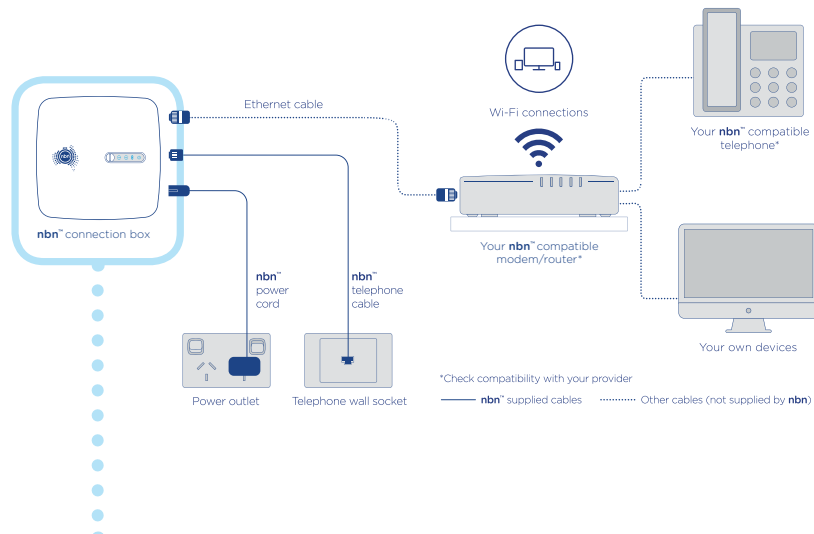 Ethernet cable
Wi-Fi connections
Your nbn™ compatible
telephone*
nbn
nbn™ connection box
Your nbn™ compatible
modem/router*
nbn™
power
cord
nbn™
telephone
cable
Your own devices
Power outlet
Telephone wall socket
*Check compatibility with your provider
nbn™ supplied cables
Other cables (not supplied by nbn)